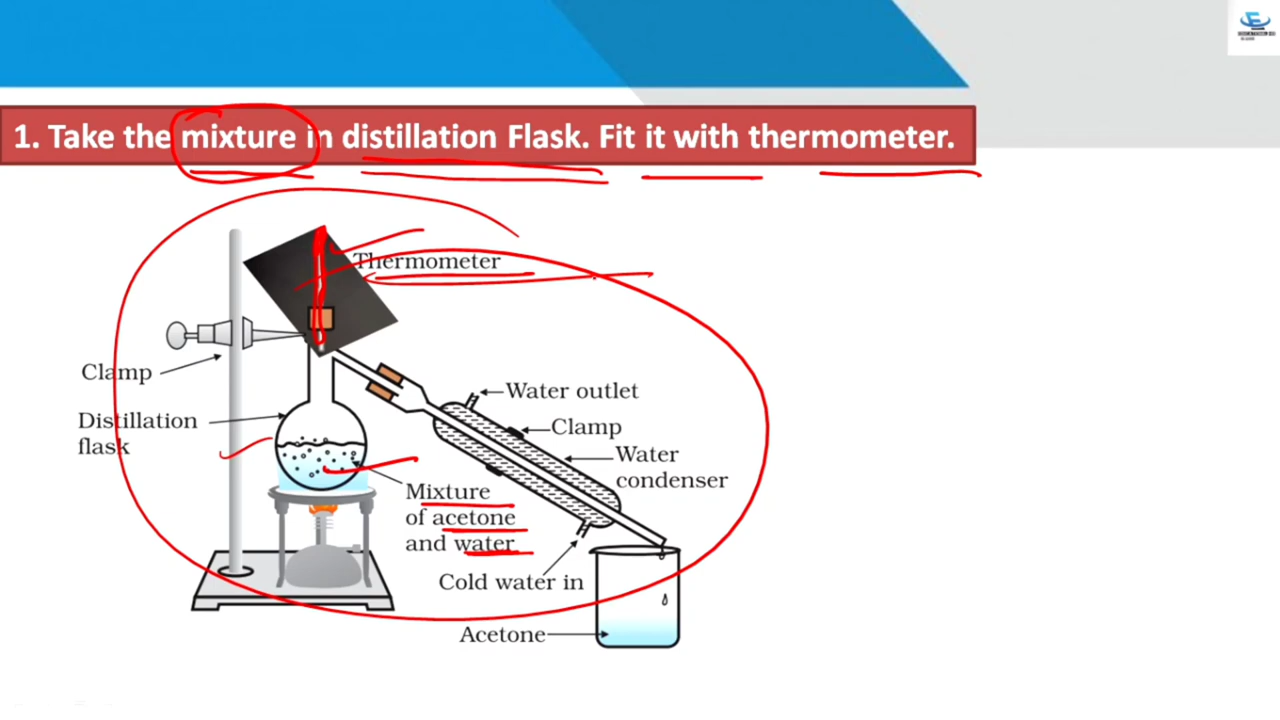 1. Take the mixture in distillation Flask. Fit it with thermometer.
Thermometer
Clamp
Water outlet
Distillation
flask
Clamp
Water
condenser
Mixture
of acetone
and water
Cold water in
Acetone